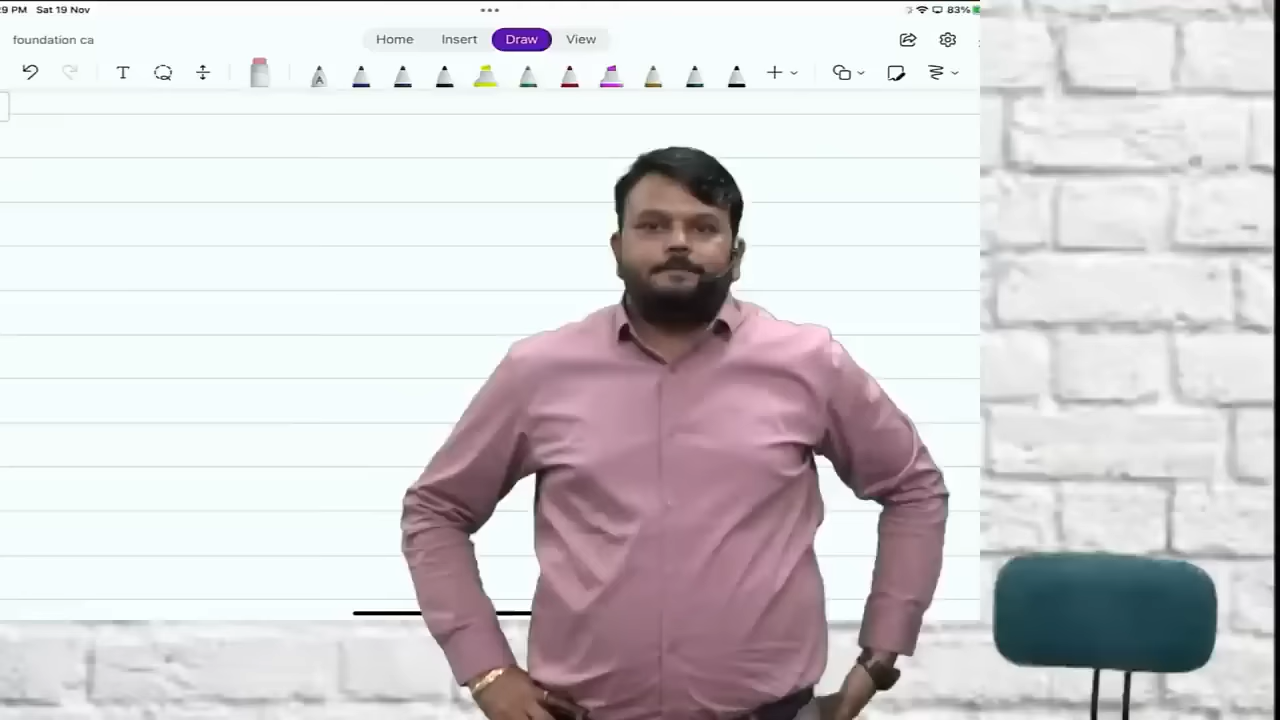 :9 PM Sat 19 Nov
83%
foundation ca
Home Insert Draw View
T
A